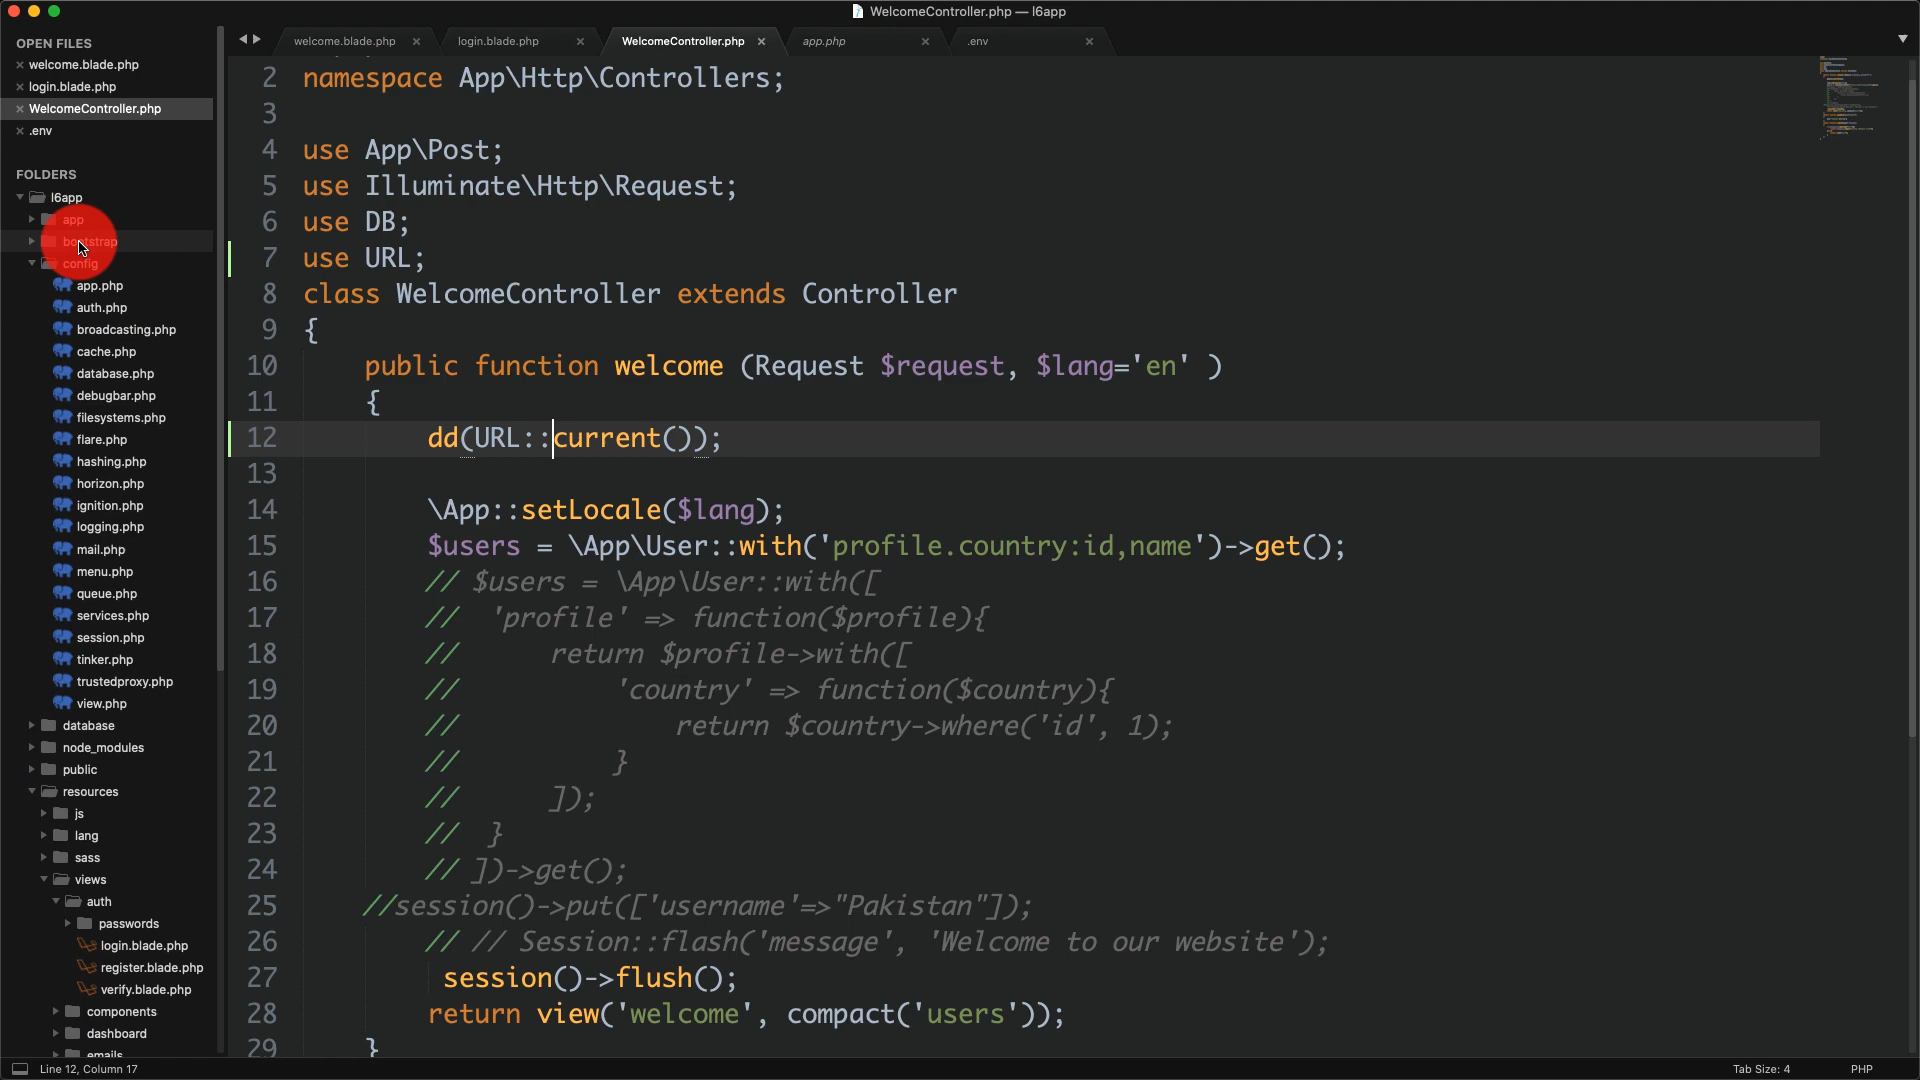 WelcomeController.php — l6app
OPEN FILES
welcome.blade.php
login.blade.php
WelcomeController.php
.env
FOLDERS
l6app
app
bootstrap
config
app.php
auth.php
broadcasting.php
cache.php
database.php
debugbar.php
filesystems.php
flare.php
hashing.php
horizon.php
ignition.php
logging.php
mail.php
menu.php
queue.php
services.php
session.php
tinker.php
trustedproxy.php
view.php
database
node_modules
public
resources
js
lang
sass
views
auth
passwords
login.blade.php
register.blade.php
verify.blade.php
components
dashboard
emails
welcome.blade.php
login.blade.php
WelcomeController.php
app.php
.env
2 namespace App\Http\Controllers;
3
4 use App\Post;
5 use Illuminate\Http\Request;
6 use DB;
7 use URL;
8 class WelcomeController extends Controller
9 {
10 public function welcome (Request $request, $lang='en' )
11 {
12 dd(URL::current());
13
14 \App::setLocale($lang);
15 $users = \App\User::with('profile.country:id,name')->get();
16 // $users = \App\User::with([
17 // 'profile' => function($profile){
18 // return $profile->with([
19 // 'country' => function($country){
20 // return $country->where('id', 1);
21 // }
22 // ]);
23 // }
24 // ])->get();
25 //session()->put(['username'=>"Pakistan"]);
26 // // Session::flash('message', 'Welcome to our website');
27 session()->flush();
28 return view('welcome', compact('users'));
29 }
Line 12, Column 17
Tab Size: 4
PHP